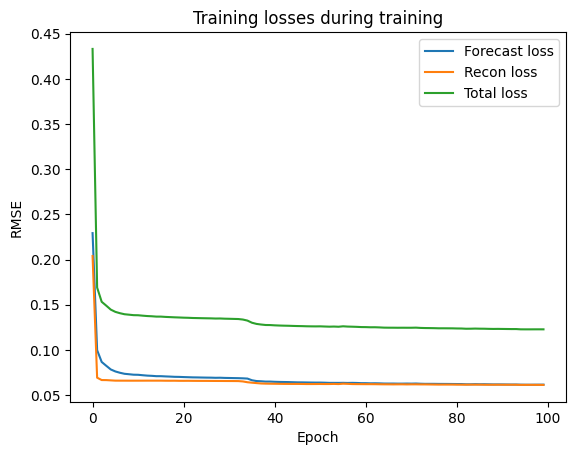 Training losses during training
0.45
0.40
0.35
0.30
0.25
0.20
0.15
0.10
0.05
RMSE
Forecast loss
Recon loss
Total loss
0
20
40
60
80
100
Epoch